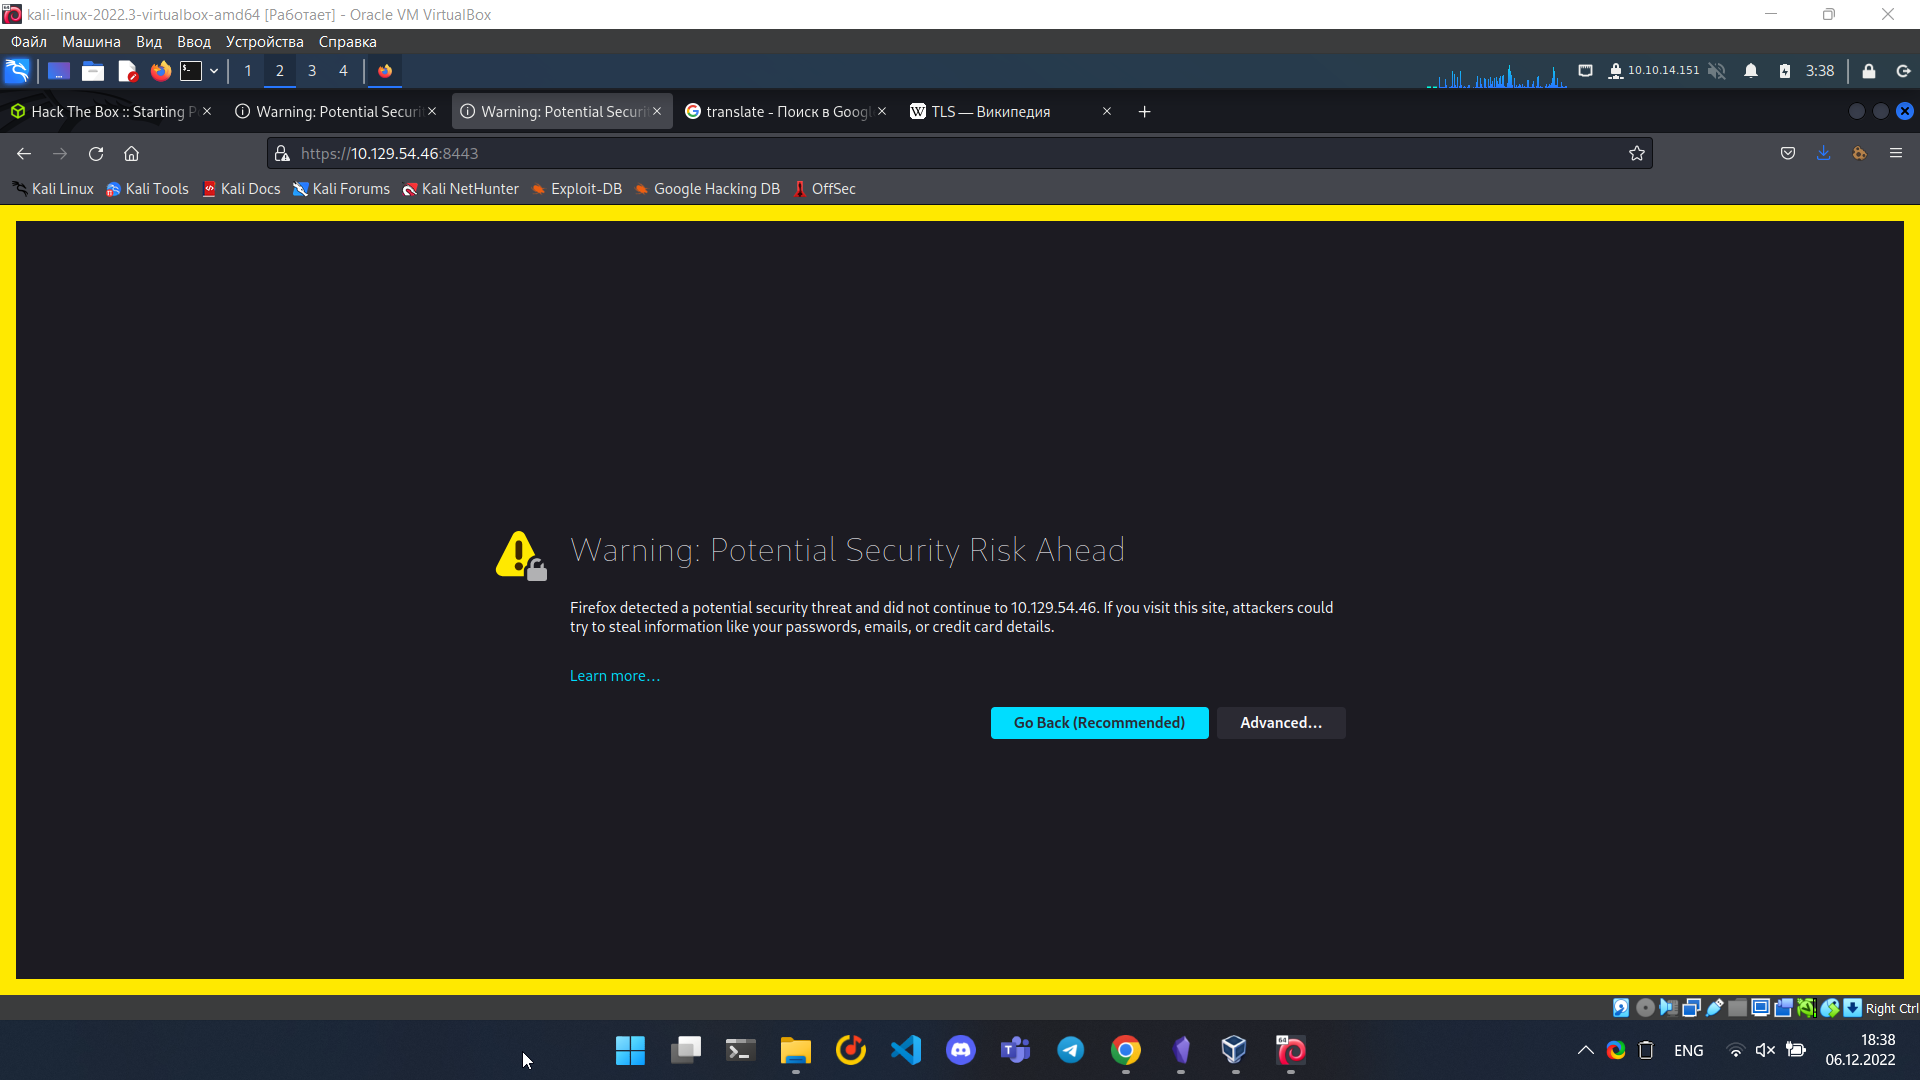 kali-linux-2022.3-virtualbox-amd64 [Работает] - Oracle VM VirtualBox
Файл Машина Вид Ввод Устройства Справка
1 2 3 4 10.10.14.151 3:38
Hack The Box :: Starting P Warning: Potential Securi Warning: Potential Securi translate - Поиск в Googl TLS — Википедия
https://10.129.54.46:8443
Kali Linux Kali Tools Kali Docs Kali Forums Kali NetHunter Exploit-DB Google Hacking DB OffSec
Warning: Potential Security Risk Ahead
Firefox detected a potential security threat and did not continue to 10.129.54.46. If you visit this site, attackers could
try to steal information like your passwords, emails, or credit card details.
Learn more…
Go Back (Recommended) Advanced…
Right Ctrl
ENG 18:38
06.12.2022